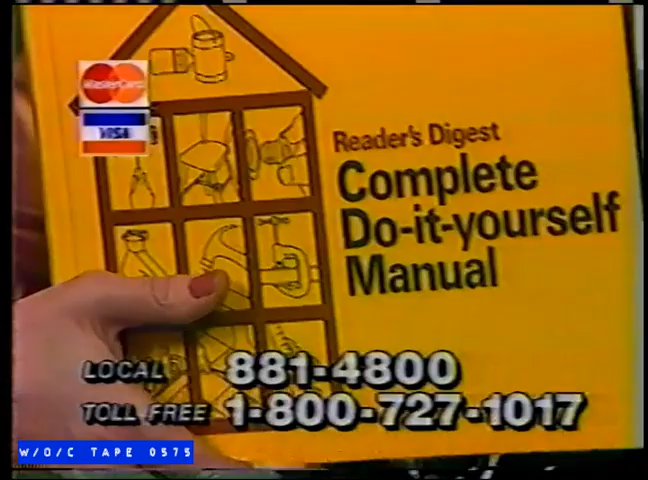 MasterCard
VISA
Reader's Digest
Complete
Do-it-yourself
Manual
LOCAL 881-4800
TOLL FREE 1-800-727-1017
W/O/C TAPE 0575